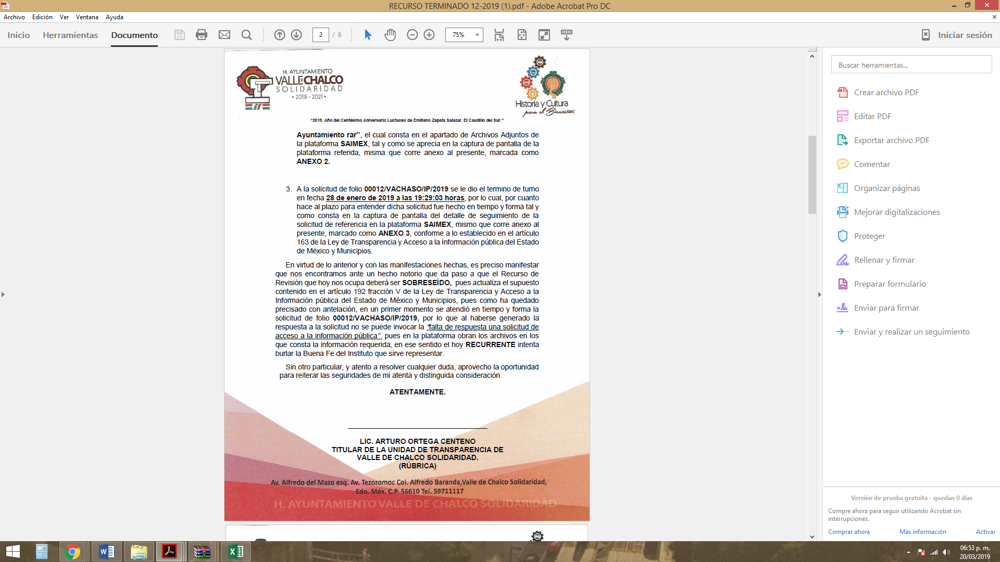 RECURSO TERMINADO 12-2019 (1).pdf - Adobe Acrobat Pro DC
Archivo Edición Ver Ventana Ayuda
Inicio Herramientas Documento 2 / 6 75% Iniciar sesión
H. AYUNTAMIENTO
VALLE DE CHALCO
SOLIDARIDAD
• 2019 - 2021 •
Historia y Cultura
para el Bienestar
“2019. Año del Centésimo Aniversario Luctuoso de Emiliano Zapata Salazar. El Caudillo del Sur.”
Ayuntamiento rar”, el cual consta en el apartado de Archivos Adjuntos de
la plataforma SAIMEX, tal y como se aprecia en la captura de pantalla de la
plataforma referida, misma que corre anexo al presente, marcada como
ANEXO 2.
3. A la solicitud de folio 00012/VACHASO/IP/2019 se le dio el termino de turno
en fecha 28 de enero de 2019 a las 19:29:03 horas, por lo cual, por cuanto
hace al plazo para entender dicha solicitud fue hecho en tiempo y forma tal y
como consta en la captura de pantalla del detalle de seguimiento de la
solicitud de referencia en la plataforma SAIMEX, mismo que corre anexo al
presente, marcado como ANEXO 3, conforme a lo establecido en el artículo
163 de la Ley de Transparencia y Acceso a la Información pública del Estado
de México y Municipios.
En virtud de lo anterior y con las manifestaciones hechas, es preciso manifestar
que nos encontramos ante un hecho notorio que da paso a que el Recurso de
Revisión que hoy nos ocupa deberá ser SOBRESEÍDO, pues actualiza el supuesto
contenido en el artículo 192 fracción V de la Ley de Transparencia y Acceso a la
Información pública del Estado de México y Municipios, pues como ha quedado
precisado con antelación, en un primer momento se atendió en tiempo y forma la
solicitud de folio 00012/VACHASO/IP/2019, por lo que al haberse generado la
respuesta a la solicitud no se puede invocar la “falta de respuesta una solicitud de
acceso a la información pública” pues en la plataforma obran los archivos en los
que consta la información requerida, en ese sentido el hoy RECURRENTE intenta
burlar la Buena Fe del Instituto que sirve representar.
Sin otro particular, y atento a resolver cualquier duda, aprovecho la oportunidad
para reiterar las seguridades de mi atenta y distinguida consideración.
ATENTAMENTE.
LIC. ARTURO ORTEGA CENTENO
TITULAR DE LA UNIDAD DE TRANSPARENCIA DE
VALLE DE CHALCO SOLIDARIDAD.
(RÚBRICA)
Av. Alfredo del Mazo esq. Av. Tezozomoc Col. Alfredo Baranda,Valle de Chalco Solidaridad,
Edo. Méx. C.P. 56610 Tel. 59711117
H. AYUNTAMIENTO VALLE DE CHALCO SOLIDARIDAD
Buscar herramientas...
Crear archivo PDF
Editar PDF
Exportar archivo PDF
Comentar
Organizar páginas
Mejorar digitalizaciones
Proteger
Rellenar y firmar
Preparar formulario
Enviar para firmar
Enviar y realizar un seguimiento
Versión de prueba gratuita - quedan 0 días
Compre ahora para seguir utilizando Acrobat sin
interrupciones.
Comprar ahora Más información Activar
06:53 p. m.
20/03/2019